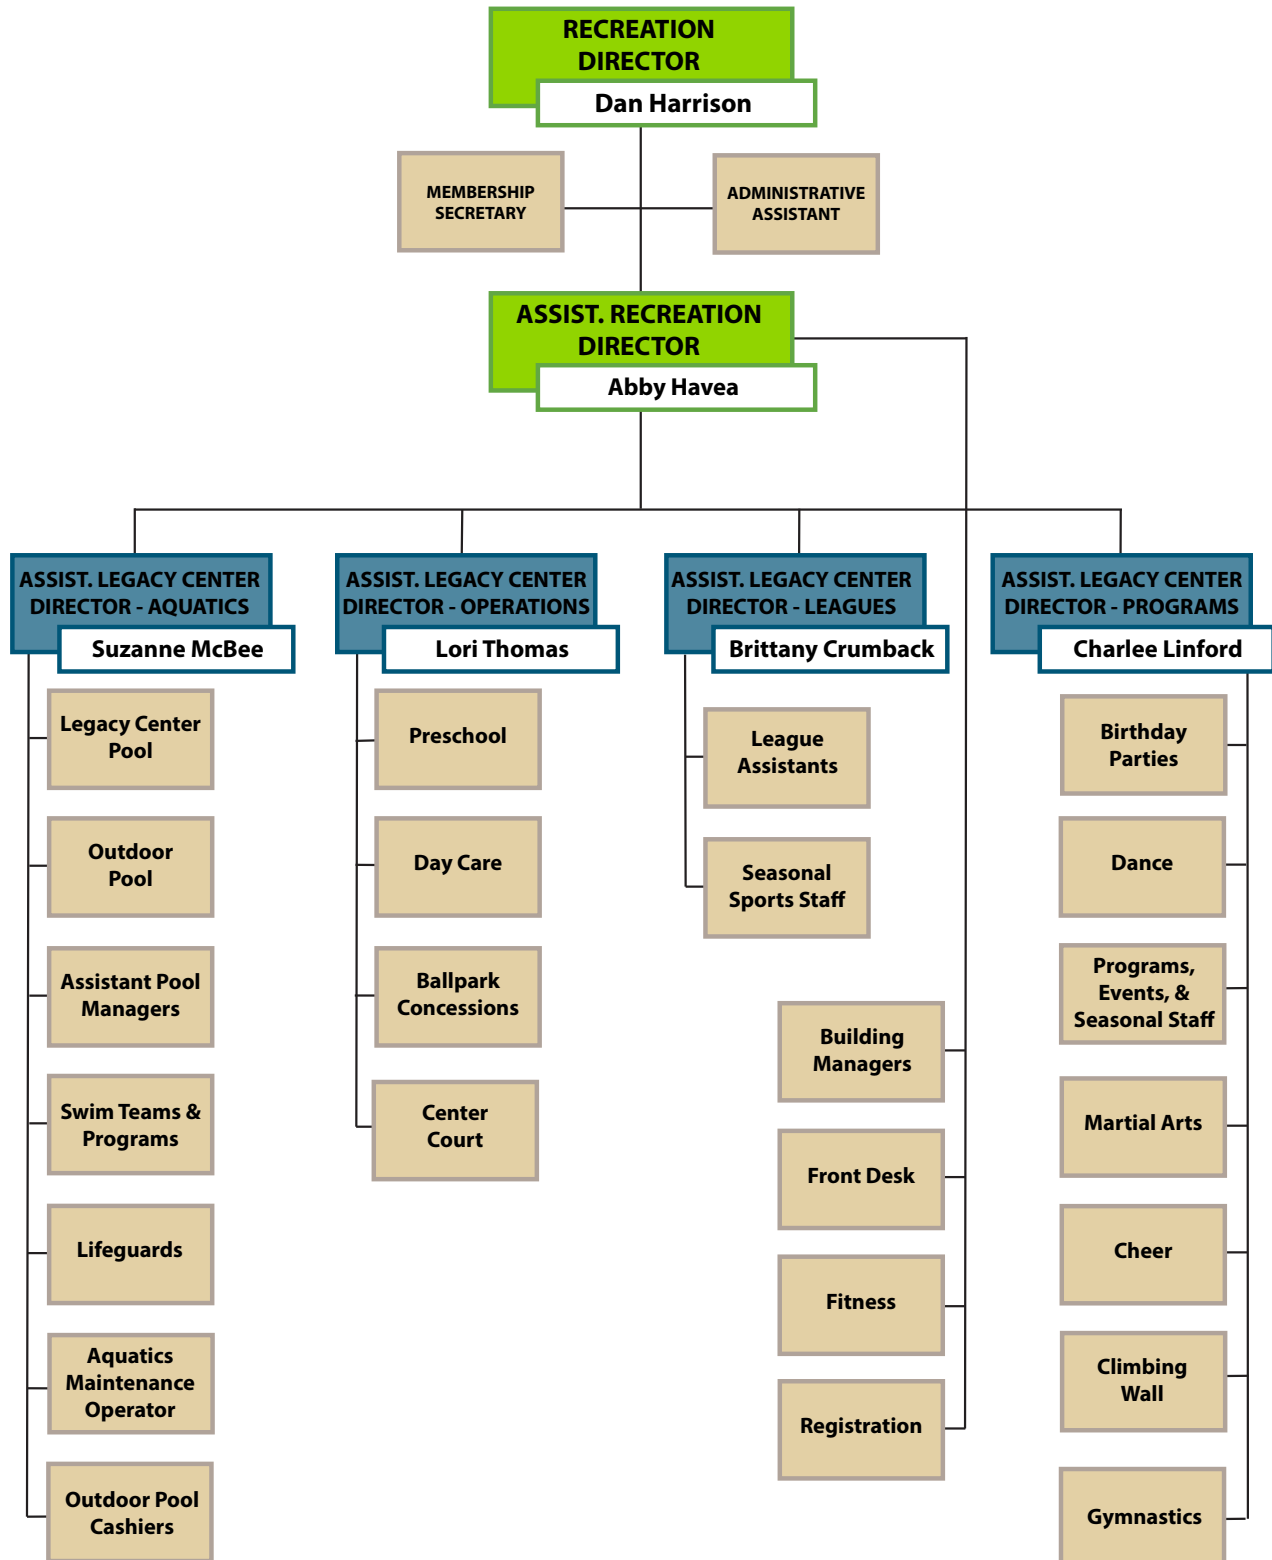 RECREATION
DIRECTOR
Dan Harrison
MEMBERSHIP
SECRETARY
ADMINISTRATIVE
ASSISTANT
ASSIST. RECREATION
DIRECTOR
Abby Havea
ASSIST. LEGACY CENTER
DIRECTOR - AQUATICS
Suzanne McBee
ASSIST. LEGACY CENTER
DIRECTOR - OPERATIONS
Lori Thomas
ASSIST. LEGACY CENTER
DIRECTOR - LEAGUES
Brittany Crumback
ASSIST. LEGACY CENTER
DIRECTOR - PROGRAMS
Charlee Linford
Legacy Center
Pool
Outdoor
Pool
Assistant Pool
Managers
Swim Teams &
Programs
Lifeguards
Aquatics
Maintenance
Operator
Outdoor Pool
Cashiers
Preschool
Day Care
Ballpark
Concessions
Center
Court
League
Assistants
Seasonal
Sports Staff
Building
Managers
Front Desk
Fitness
Registration
Birthday
Parties
Dance
Programs,
Events, &
Seasonal Staff
Martial Arts
Cheer
Climbing
Wall
Gymnastics